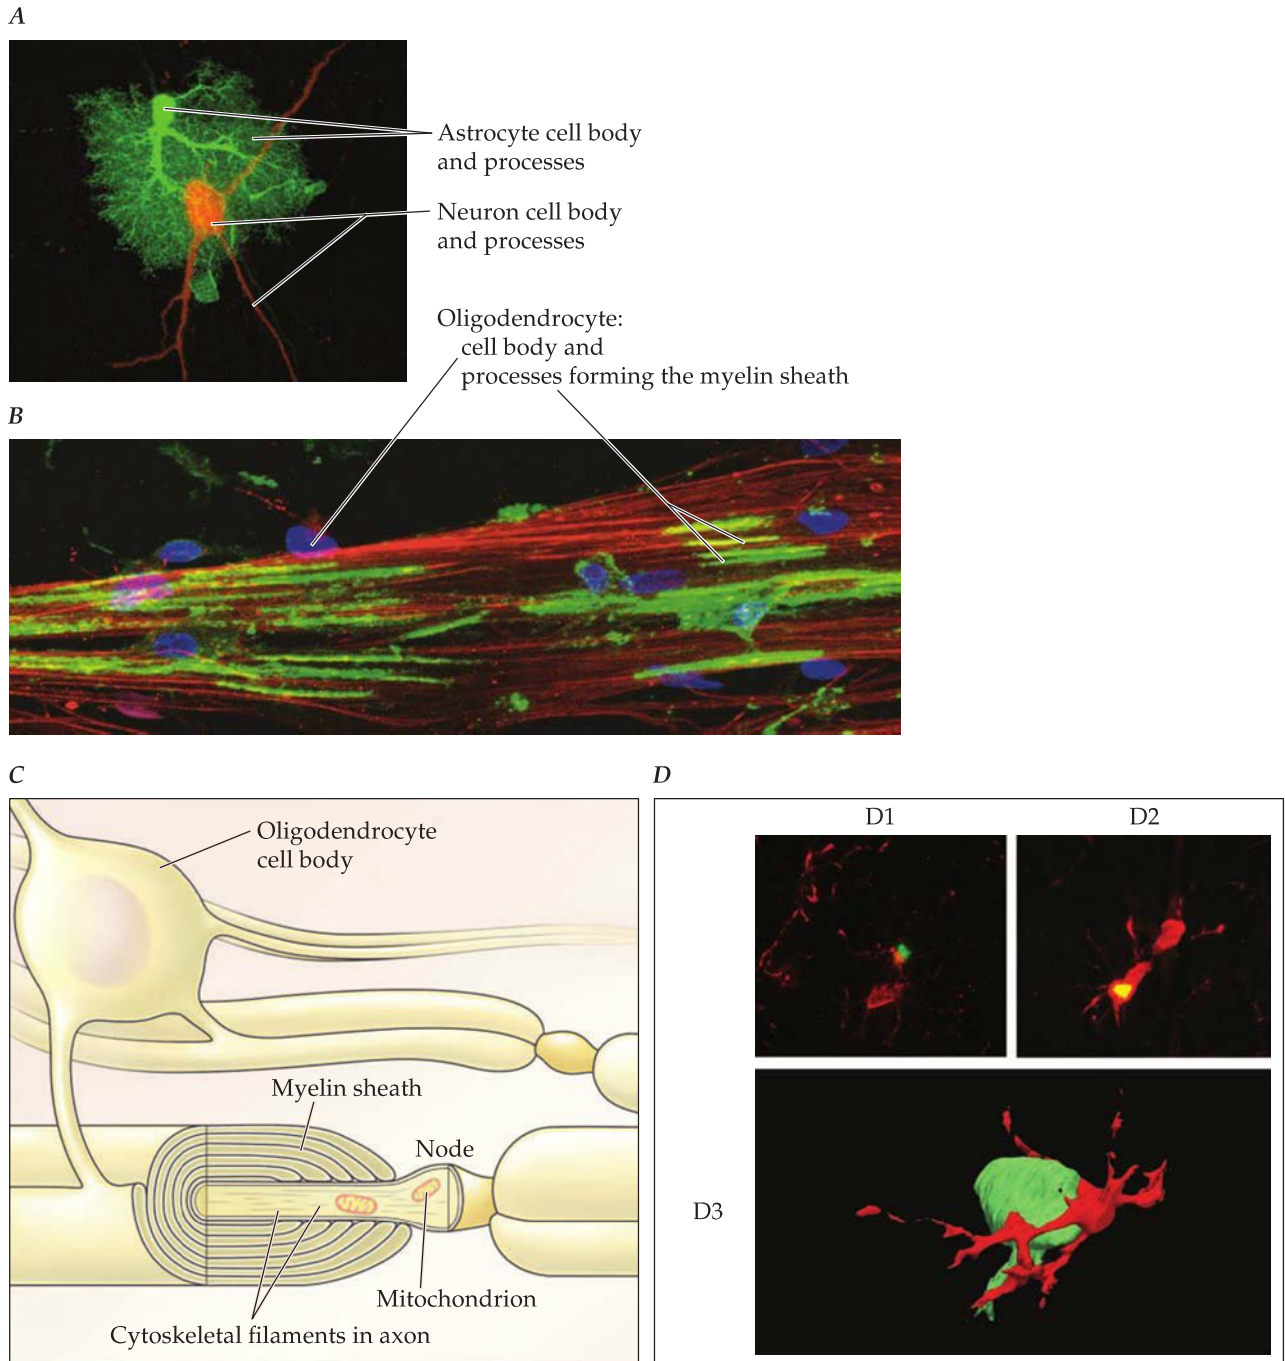 A
Astrocyte cell body
and processes
Neuron cell body
and processes
Oligodendrocyte:
cell body and
processes forming the myelin sheath
B
C
Oligodendrocyte
cell body
Myelin sheath
Node
Mitochondrion
Cytoskeletal filaments in axon
D
D1
D2
D3